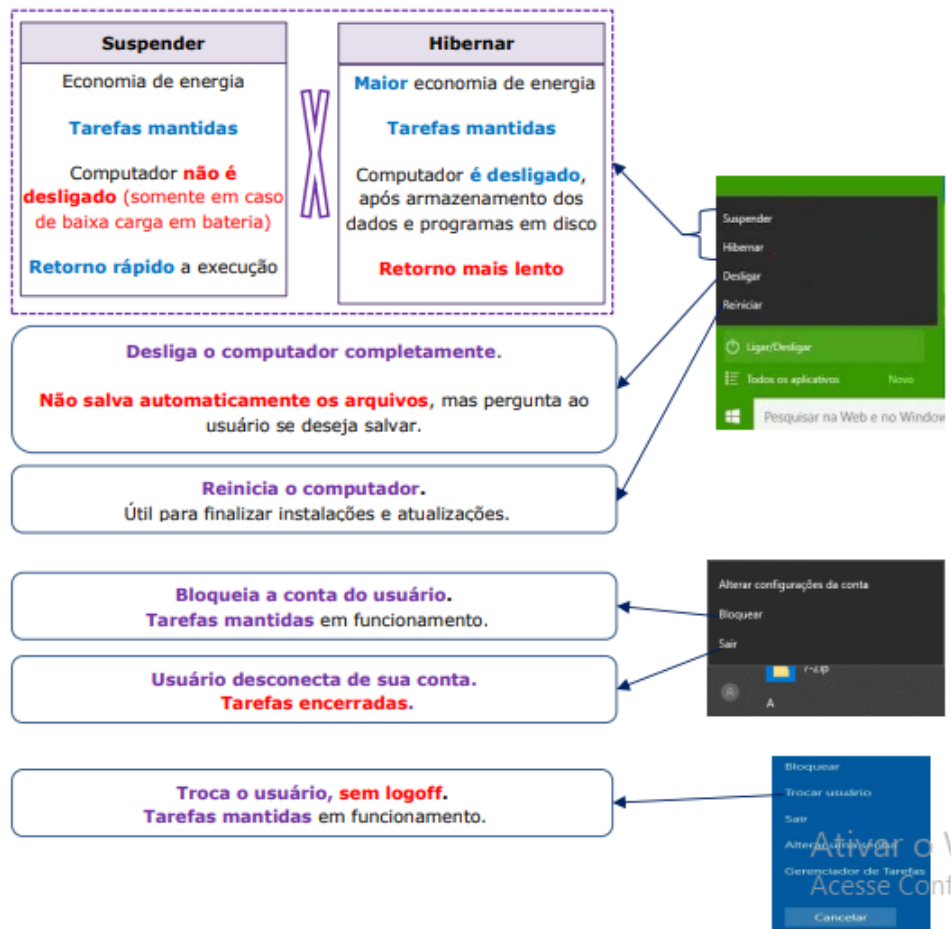 Suspender
Economia de energia
Tarefas mantidas
Computador não é
desligado (somente em caso
de baixa carga em bateria)
Retorno rápido a execução
X
Hibernar
Maior economia de energia
Tarefas mantidas
Computador é desligado,
após armazenamento dos
dados e programas em disco
Retorno mais lento
Suspender
Hibernar
Desligar
Reiniciar
Ligar/Desligar
Todos os aplicativos Novo
Pesquisar na Web e no Window
Desliga o computador completamente.
Não salva automaticamente os arquivos, mas pergunta ao
usuário se deseja salvar.
Reinicia o computador.
Útil para finalizar instalações e atualizações.
Bloqueia a conta do usuário.
Tarefas mantidas em funcionamento.
Usuário desconecta de sua conta.
Tarefas encerradas.
Alterar configurações da conta
Bloquear
Sair
7-Zip
A
Troca o usuário, sem logoff.
Tarefas mantidas em funcionamento.
Bloquear
Trocar usuário
Sair
Alterar uma senha
Gerenciador de Tarefas
Cancelar
Ativar o
Acesse Conf